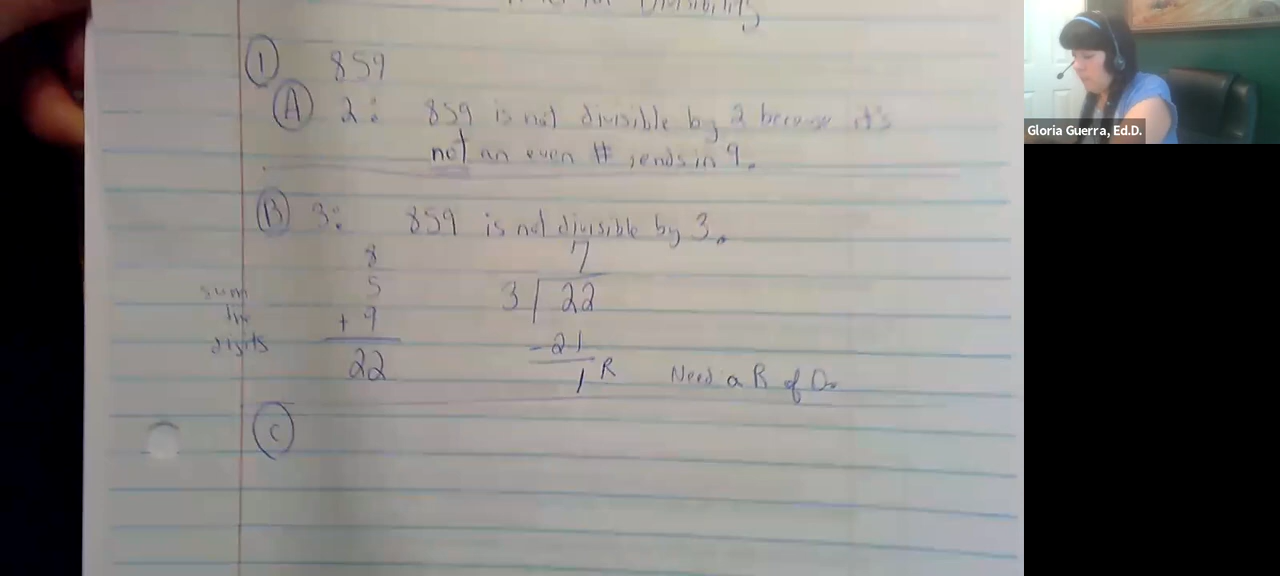 Divisibility
1 859
A 2: 859 is not divisible by 2 because it's
not an even # & ends in 9.
B 3: 859 is not divisible by 3.
8
5
+ 9
22
sum
the
digits
7
3 22
- 21
1 R
Need a R of 0.
C
Gloria Guerra, Ed.D.